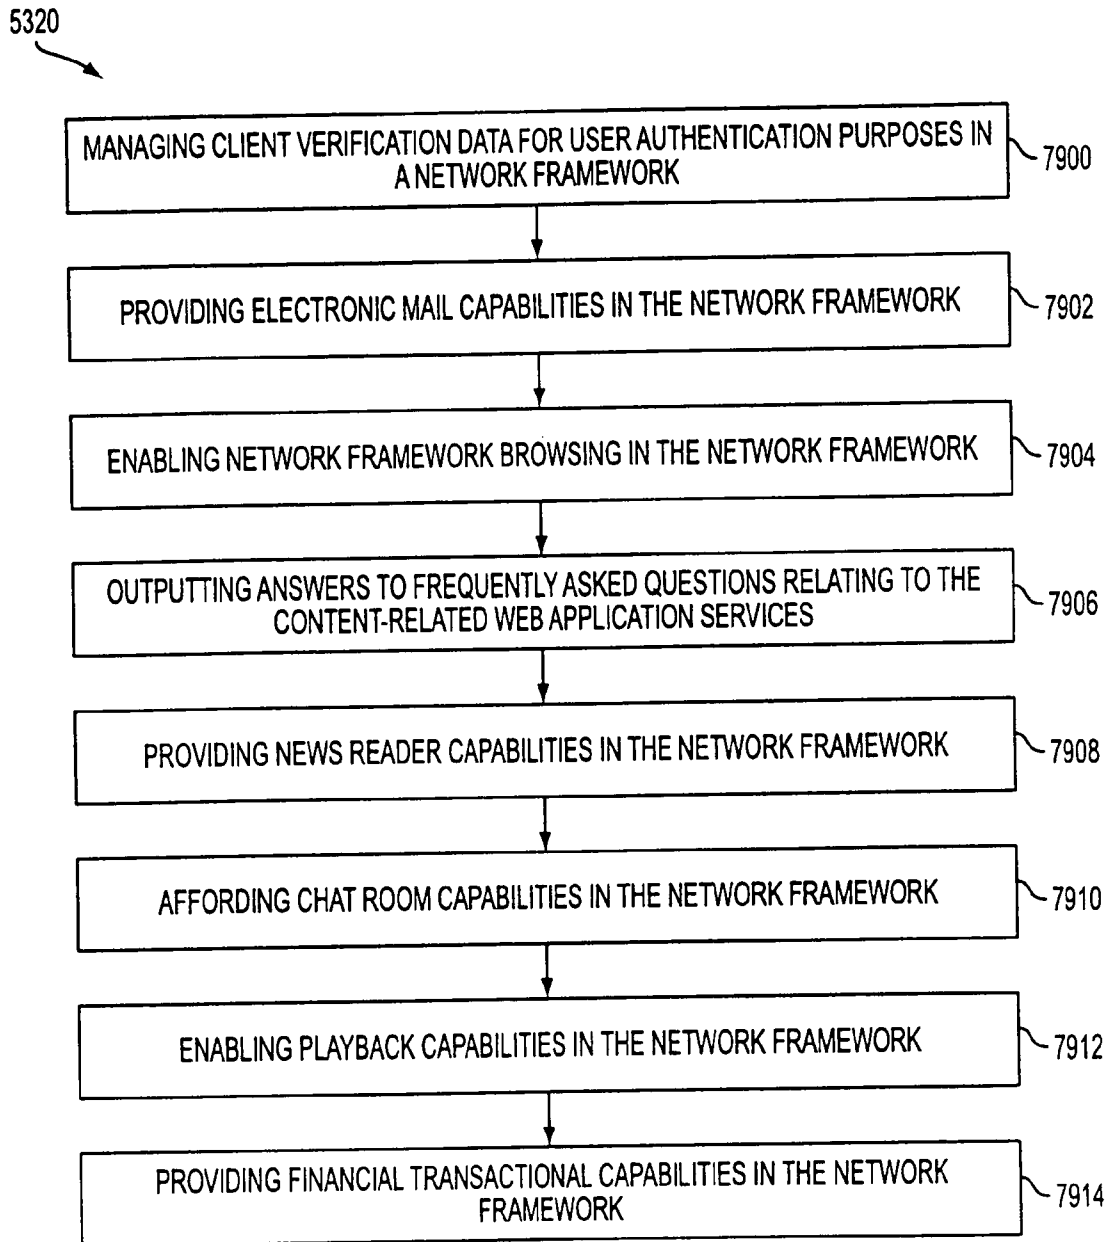 5320
MANAGING CLIENT VERIFICATION DATA FOR USER AUTHENTICATION PURPOSES IN
A NETWORK FRAMEWORK
7900
PROVIDING ELECTRONIC MAIL CAPABILITIES IN THE NETWORK FRAMEWORK
7902
ENABLING NETWORK FRAMEWORK BROWSING IN THE NETWORK FRAMEWORK
7904
OUTPUTTING ANSWERS TO FREQUENTLY ASKED QUESTIONS RELATING TO THE
CONTENT-RELATED WEB APPLICATION SERVICES
7906
PROVIDING NEWS READER CAPABILITIES IN THE NETWORK FRAMEWORK
7908
AFFORDING CHAT ROOM CAPABILITIES IN THE NETWORK FRAMEWORK
7910
ENABLING PLAYBACK CAPABILITIES IN THE NETWORK FRAMEWORK
7912
PROVIDING FINANCIAL TRANSACTIONAL CAPABILITIES IN THE NETWORK
FRAMEWORK
7914